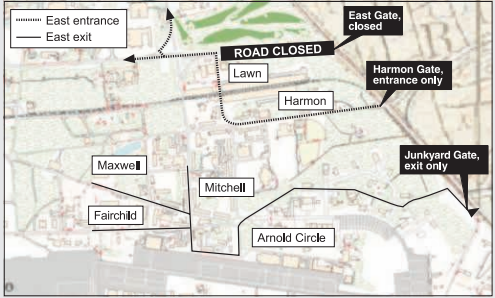 East entrance
East exit
East Gate,
closed
ROAD CLOSED
Lawn
Harmon Gate,
entrance only
Harmon
Junkyard Gate,
exit only
Maxwell
Mitchell
Fairchild
Arnold Circle